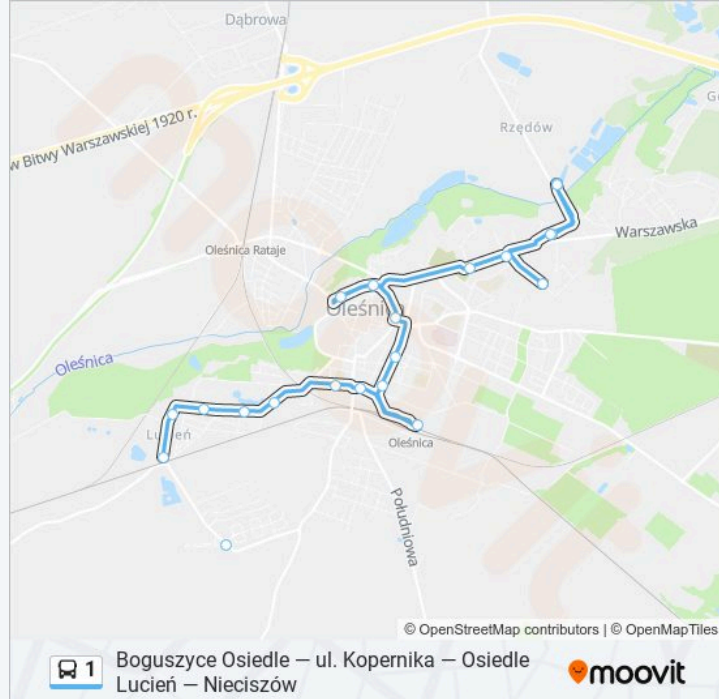 Dąbrowa
w Bitwy Warszawskiej 1920 r.
Rzędów
Warszawska
Oleśnica Rataje
Oleśnica
Oleśnica
Lucień
Oleśnica
Południowa
© OpenStreetMap contributors | © OpenMapTiles
1
Boguszyce Osiedle — ul. Kopernika — Osiedle
Lucień — Nieciszów
moovit